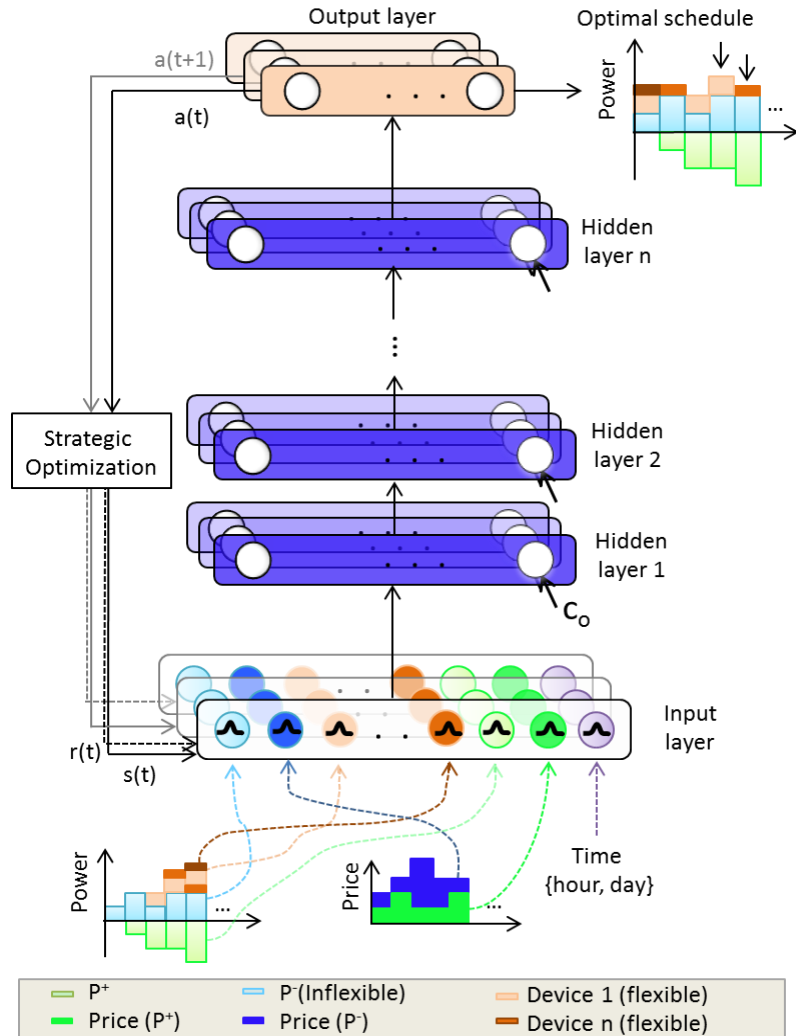 Output layer
Optimal schedule
a(t+1)
a(t)
Power
...
Hidden
layer n
Strategic
Optimization
Hidden
layer 2
Hidden
layer 1
C₀
r(t)
s(t)
Input
layer
Power
...
Price
...
Time
{hour, day}
P⁺
P⁻(Inflexible)
Device 1 (flexible)
Price (P⁺)
Price (P⁻)
Device n (flexible)